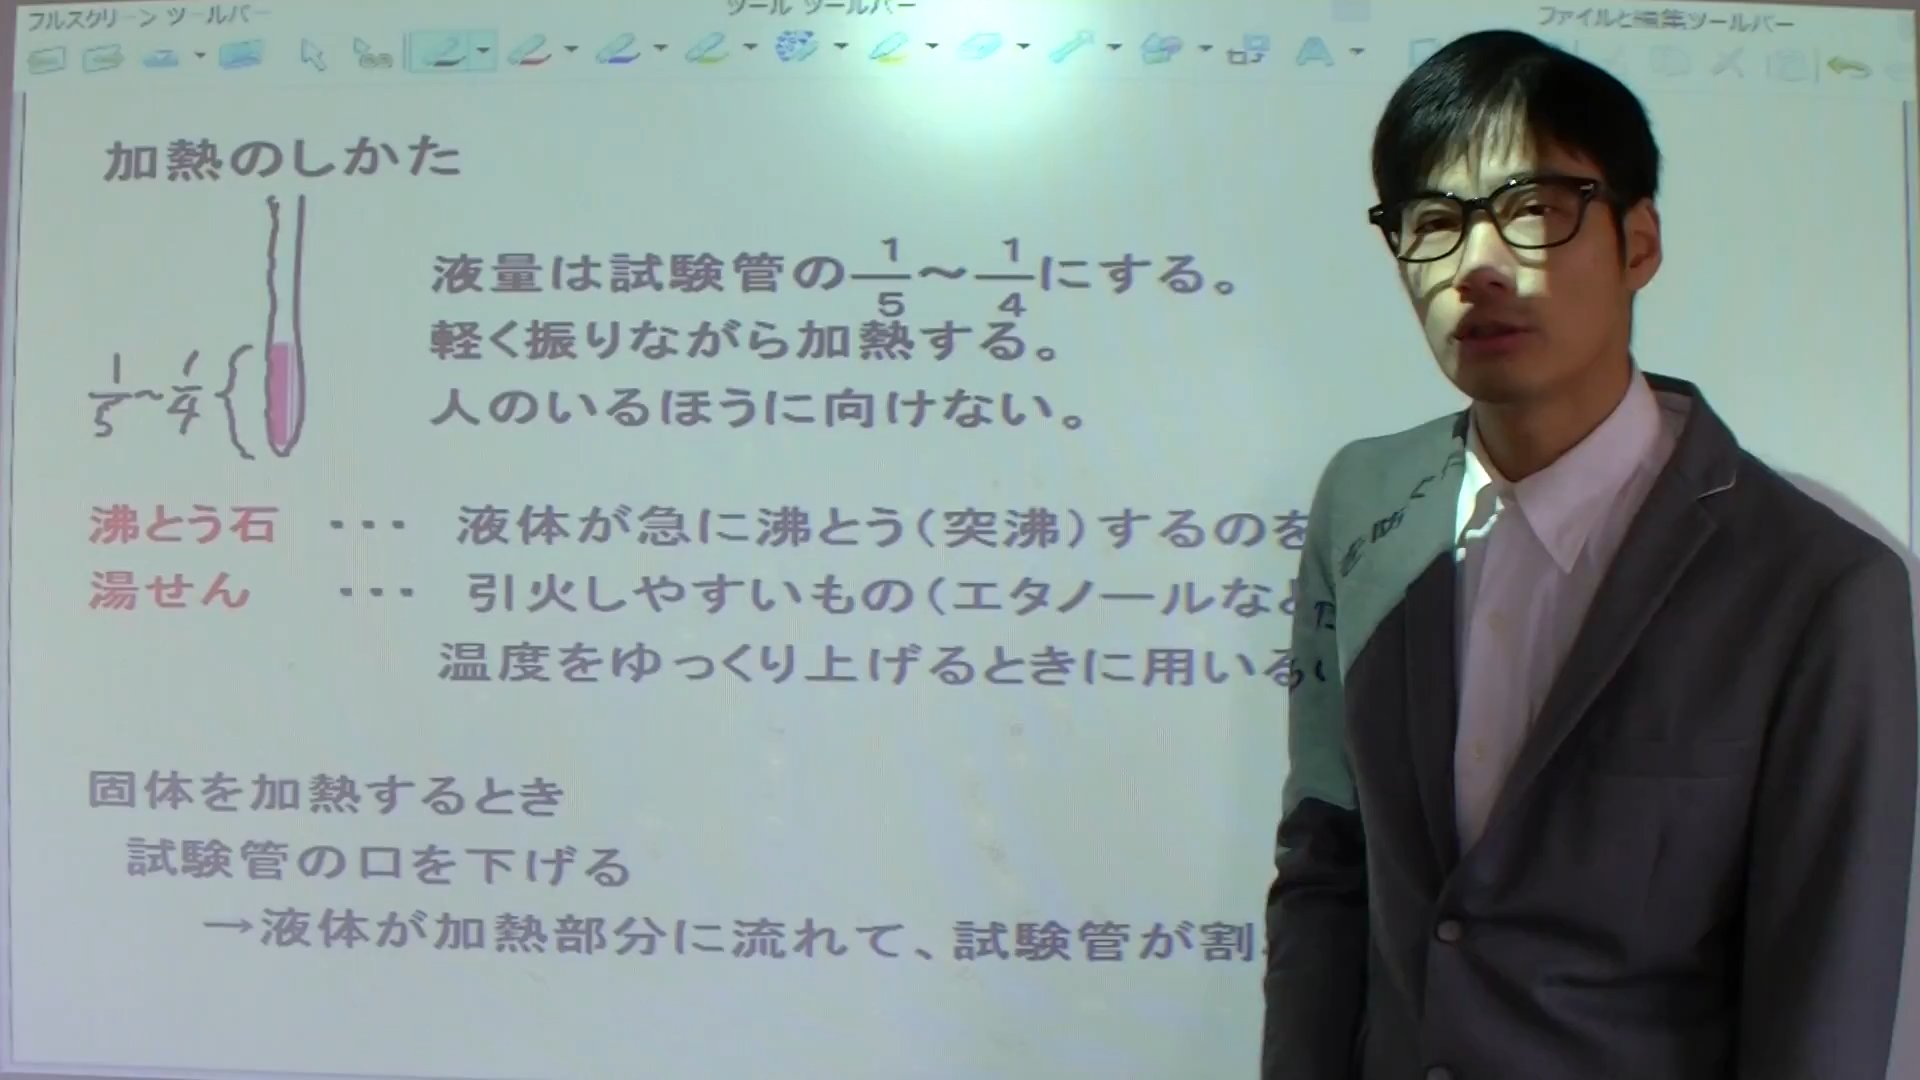 フルスクリーン ツールバー
ツール ツールバー
ファイルと編集ツールバー
加熱のしかた
液量は試験管の1/5～1/4にする。
軽く振りながら加熱する。
人のいるほうに向けない。
1/5～1/4
沸とう石 ・・・ 液体が急に沸とう（突沸）するのを
湯せん ・・・ 引火しやすいもの（エタノールなど
温度をゆっくり上げるときに用いる
固体を加熱するとき
試験管の口を下げる
→液体が加熱部分に流れて、試験管が割